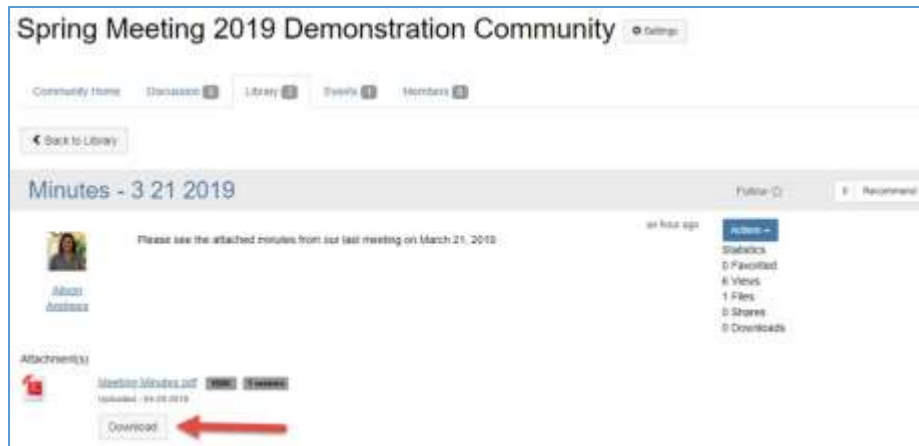 Spring Meeting 2019 Demonstration Community Settings
Community Home Discussion Library Events Members
Back to Library
Minutes - 3 21 2019 Follow 0 Recommend
Please see the attached minutes from our last meeting on March 21, 2019 an hour ago Actions
Statistics
0 Favorited
6 Views
1 Files
0 Shares
0 Downloads
Alison
Andrews
Attachment(s)
Meeting Minutes.pdf
Uploaded -
Download